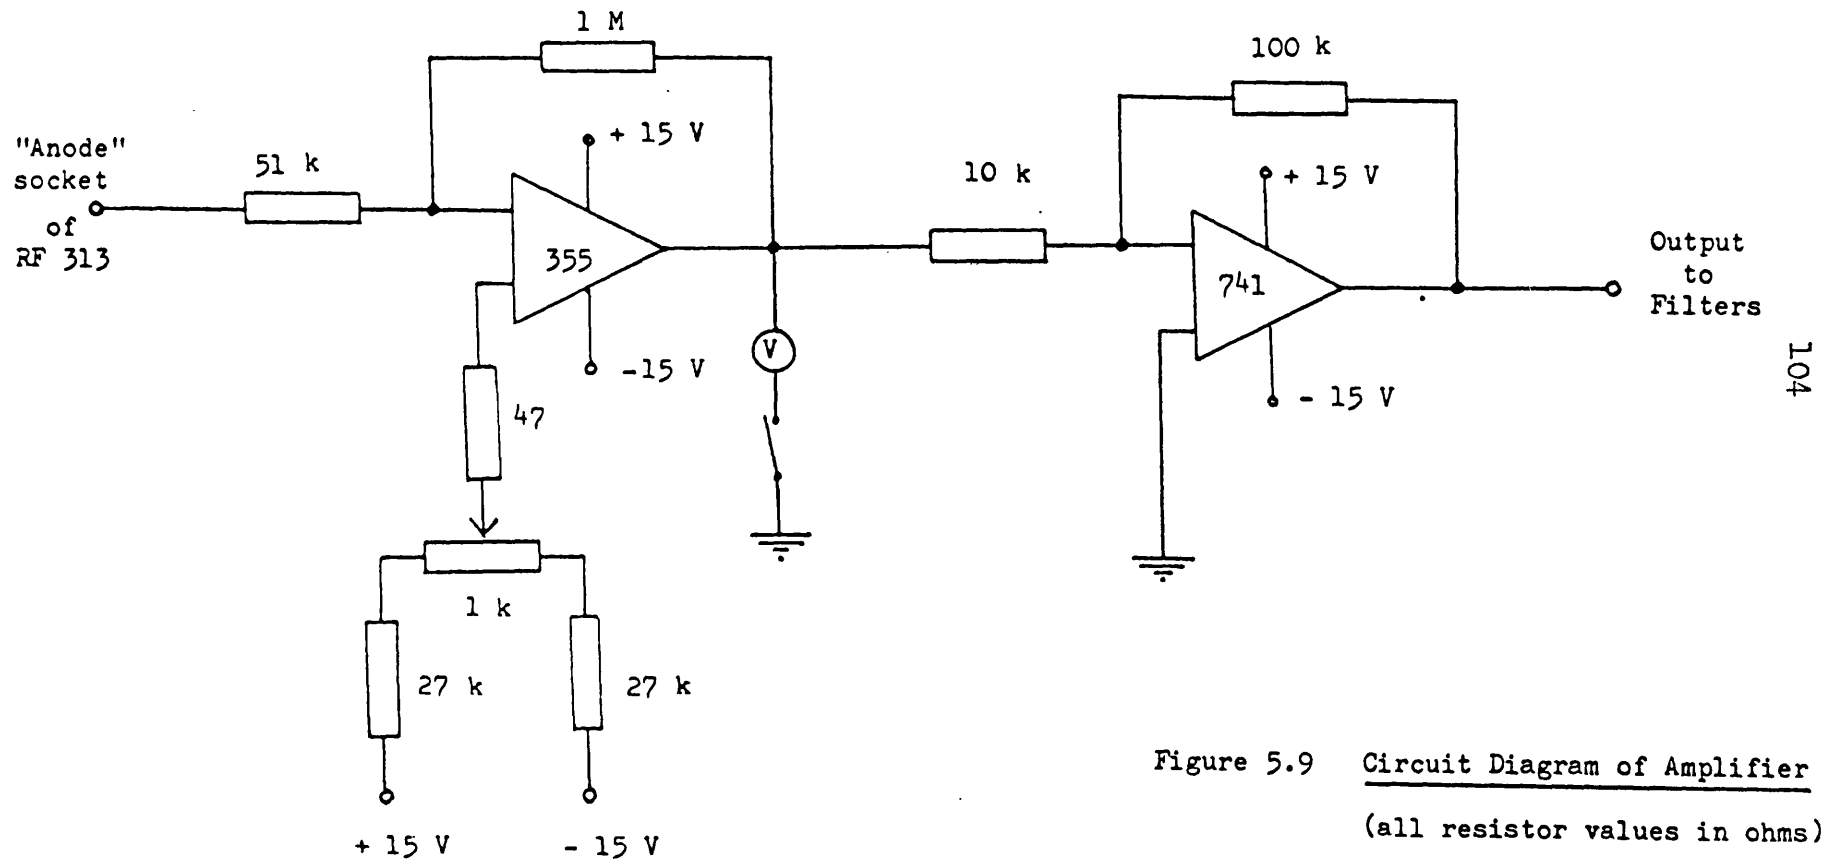 1 M
100 k
"Anode"
socket
of
RF 313
51 k
+ 15 V
355
-15 V
47
1 k
27 k
27 k
+ 15 V
- 15 V
V
10 k
+ 15 V
741
- 15 V
Output
to
Filters
104
Figure 5.9 Circuit Diagram of Amplifier
(all resistor values in ohms)